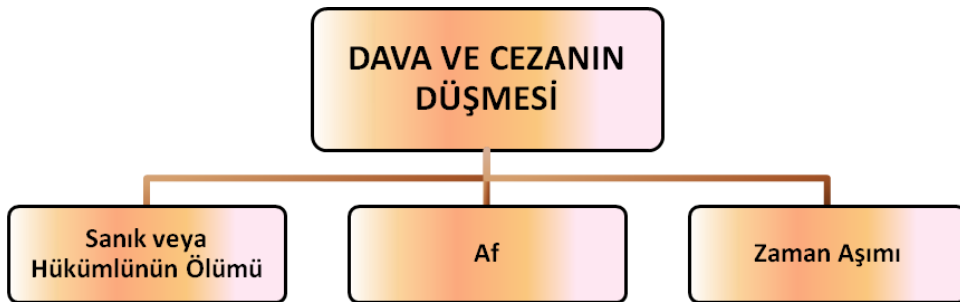 DAVA VE CEZANIN
DÜŞMESİ
Sanık veya
Hükümlünün Ölümü
Af
Zaman Aşımı